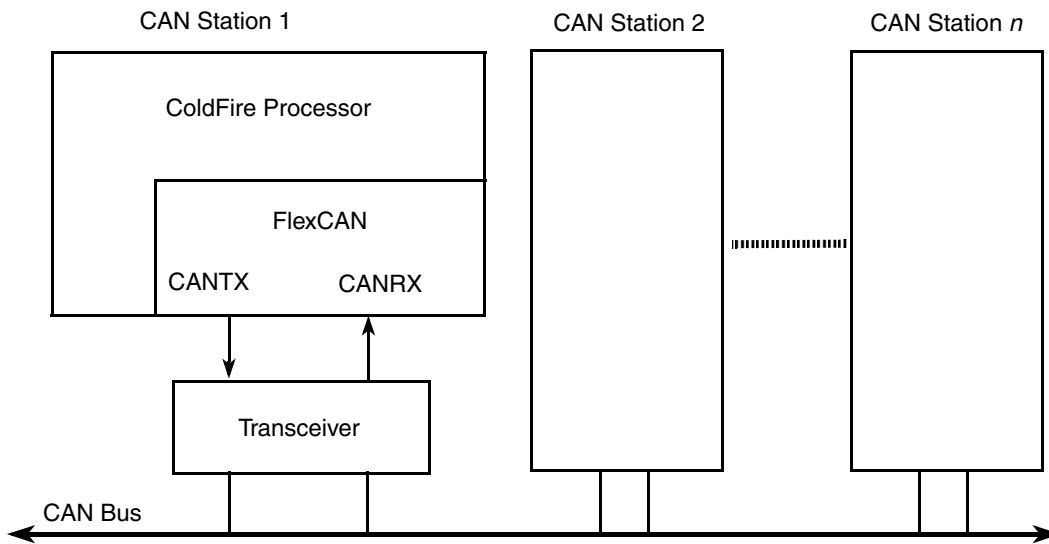 CAN Station 1
CAN Station 2
CAN Station n
ColdFire Processor
FlexCAN
CANTX
CANRX
Transceiver
CAN Bus